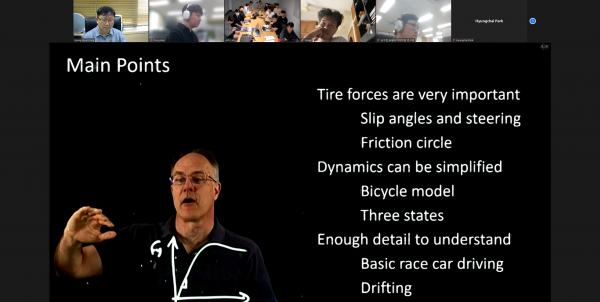 Hyungchai Park
Main Points
Tire forces are very important
Slip angles and steering
Friction circle
Dynamics can be simplified
Bicycle model
Three states
Enough detail to understand
Basic race car driving
Drifting